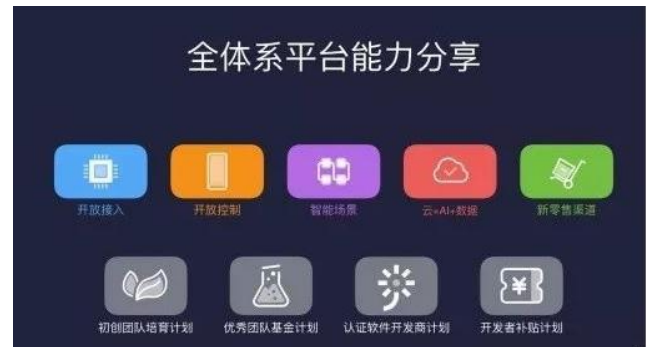 全体系平台能力分享
开放接入
开放控制
智能场景
云+AI+数据
新零售渠道
初创团队培育计划
优秀团队基金计划
认证软件开发商计划
¥
开发者补贴计划